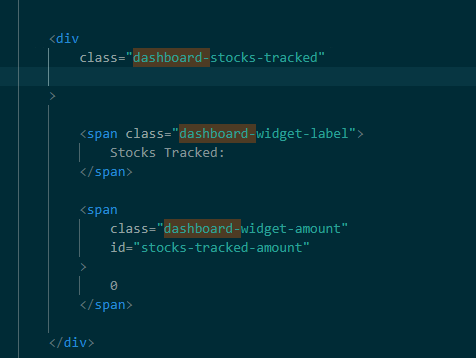 <div
class="dashboard-stocks-tracked"
>
<span class="dashboard-widget-label">
Stocks Tracked:
</span>
<span
class="dashboard-widget-amount"
id="stocks-tracked-amount"
>
0
</span>
</div>